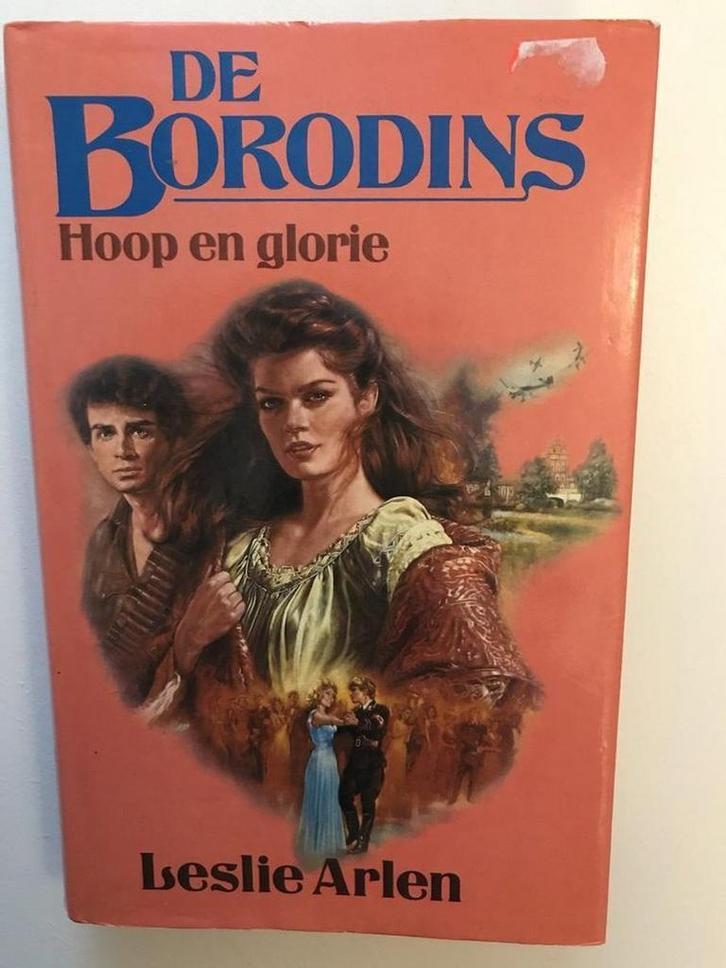 DE
BORODINS
Hoop en glorie
Leslie Arlen